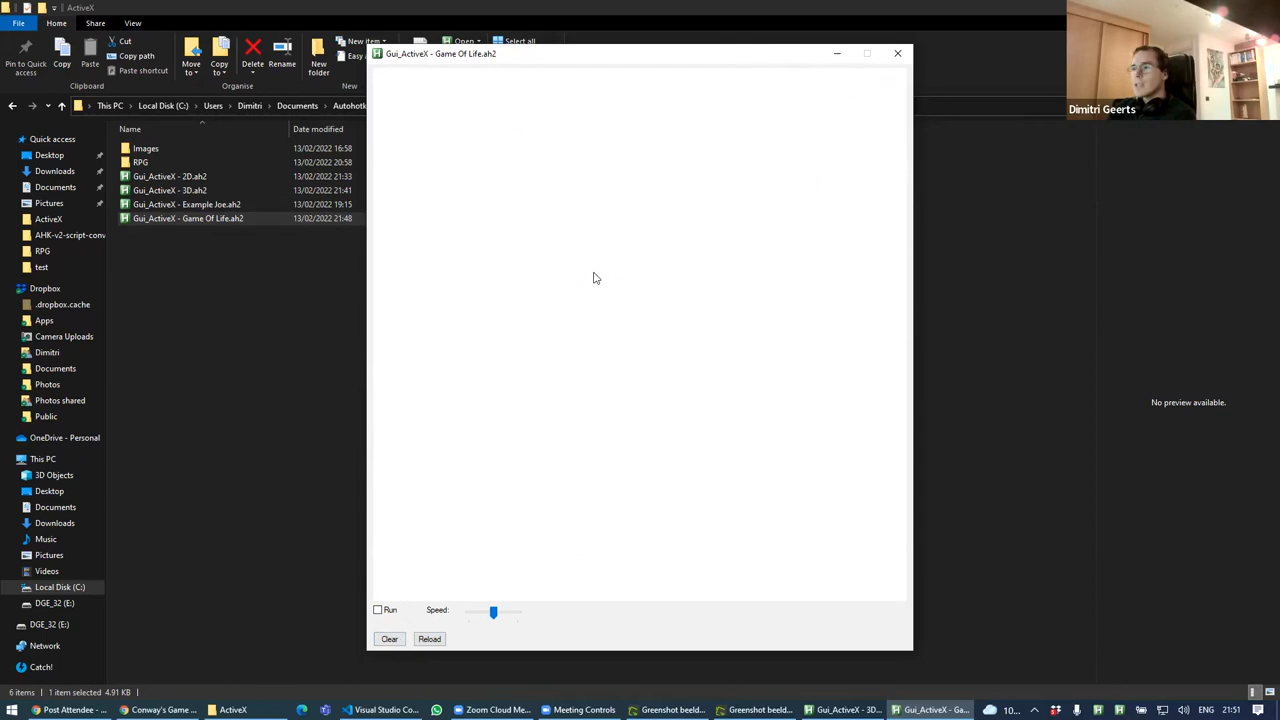 ActiveX
File Home Share View
Pin to Quick access
Copy
Paste
Cut
Copy path
Paste shortcut
Clipboard
Move to
Copy to
Delete
Rename
Organise
New folder
New item
Easy
New
Open
Select all
This PC Local Disk (C:) Users Dimitri Documents Autohotk
Name Date modified
Images 13/02/2022 16:58
RPG 13/02/2022 20:58
Gui_ActiveX - 2D.ah2 13/02/2022 21:33
Gui_ActiveX - 3D.ah2 13/02/2022 21:41
Gui_ActiveX - Example Joe.ah2 13/02/2022 19:15
Gui_ActiveX - Game Of Life.ah2 13/02/2022 21:48
Quick access
Desktop
Downloads
Documents
Pictures
ActiveX
AHK-v2-script-conv
RPG
test
Dropbox
.dropbox.cache
Apps
Camera Uploads
Dimitri
Documents
Photos
Photos shared
Public
OneDrive - Personal
This PC
3D Objects
Desktop
Documents
Downloads
Music
Pictures
Videos
Local Disk (C:)
DGE_32 (E:)
DGE_32 (E:)
Network
Catch!
6 items 1 item selected 4.91 KB
Gui_ActiveX - Game Of Life.ah2
Run Speed:
Clear Reload
Dimitri Geerts
No preview available.
Post Attendee - ...
Conway's Game ...
ActiveX
Visual Studio Co...
Zoom Cloud Me...
Meeting Controls
Greenshot beeld...
Greenshot beeld...
Gui_ActiveX - 3D...
Gui_ActiveX - Ga...
10...
ENG
21:51